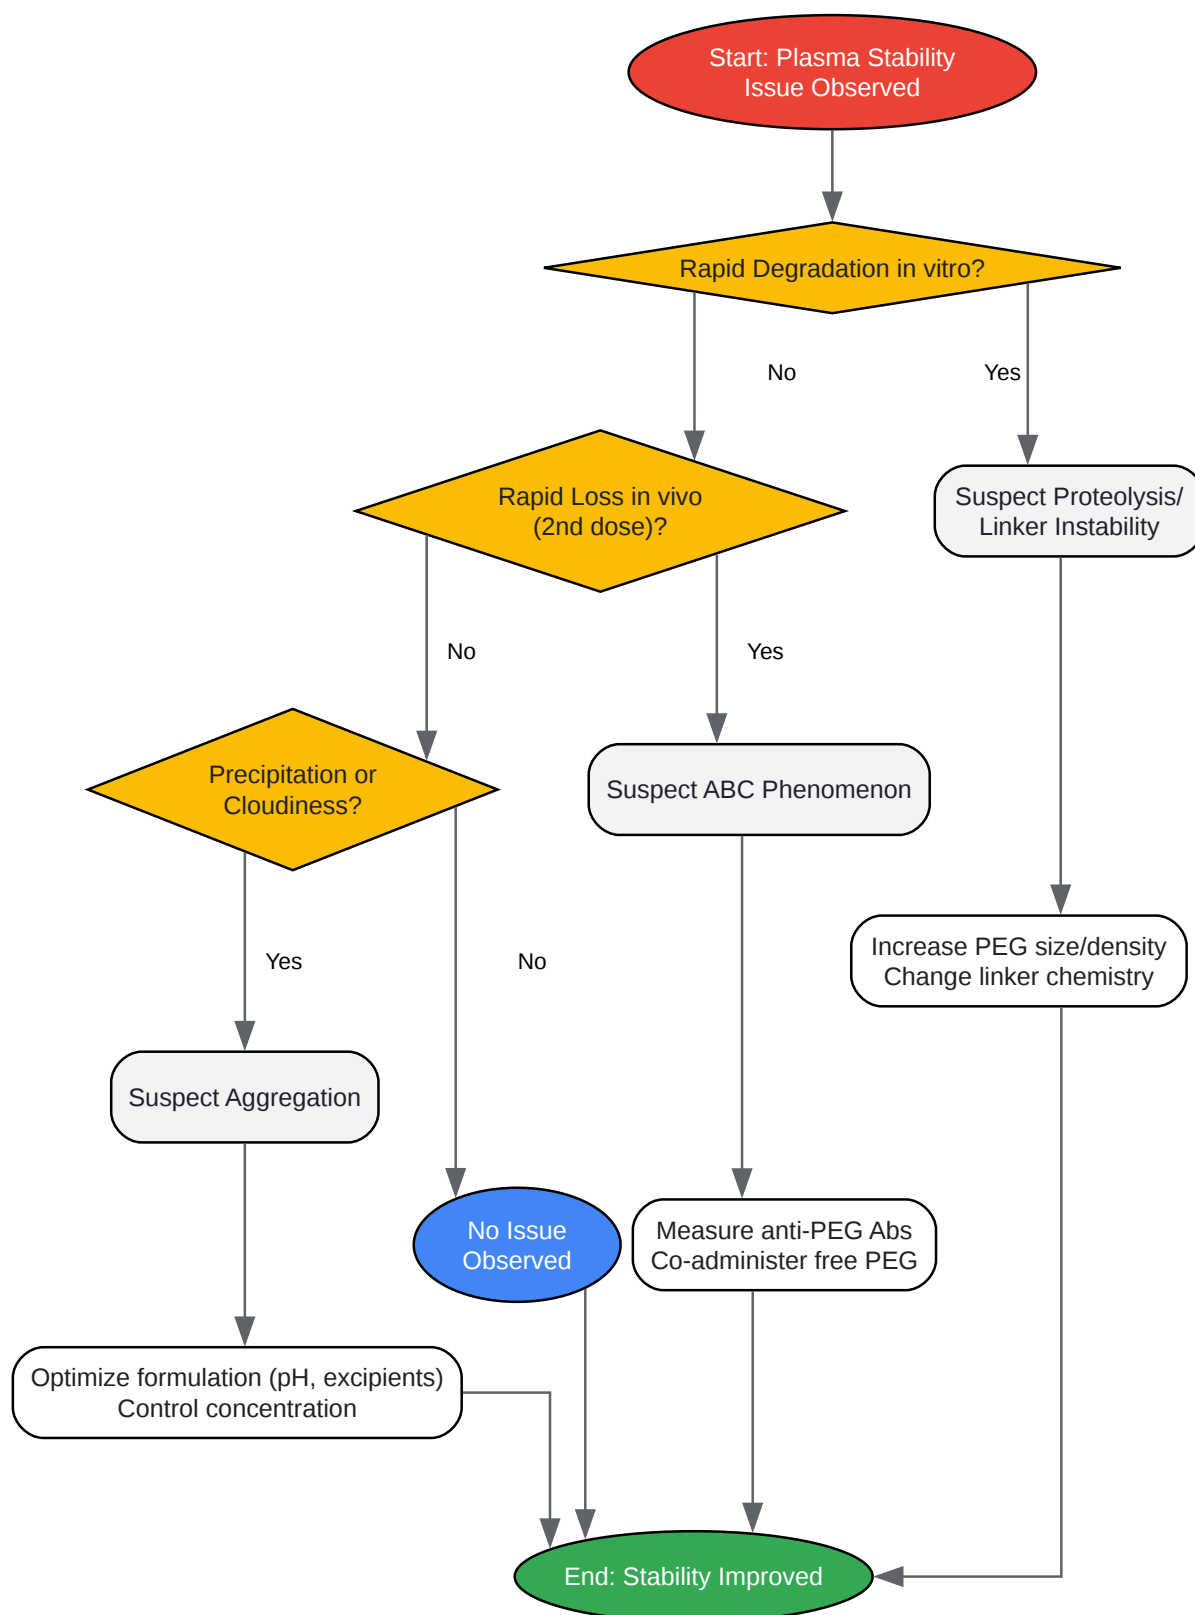 Start: Plasma Stability
Issue Observed
Rapid Degradation in vitro?
No
Yes
Rapid Loss in vivo
(2nd dose)?
Suspect Proteolysis/
Linker Instability
No
Yes
Precipitation or
Cloudiness?
Suspect ABC Phenomenon
Increase PEG size/density
Change linker chemistry
Yes
No
Suspect Aggregation
No Issue
Observed
Measure anti-PEG Abs
Co-administer free PEG
Optimize formulation (pH, excipients)
Control concentration
End: Stability Improved